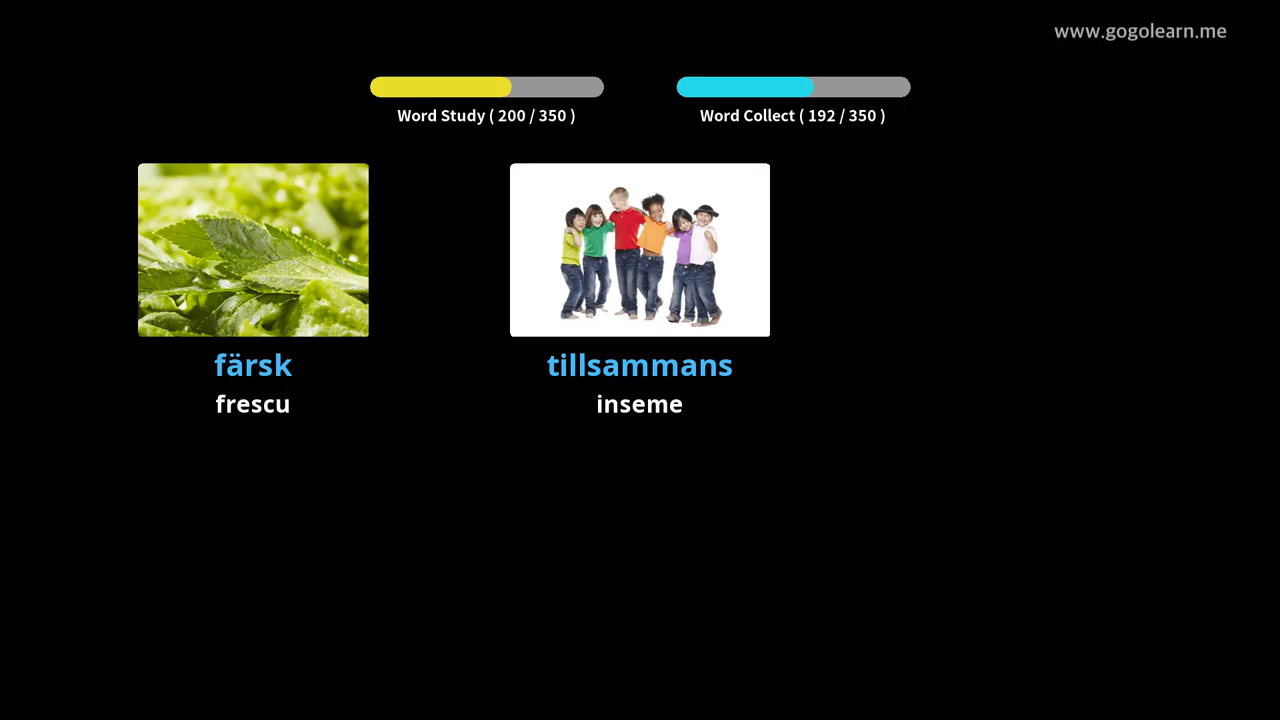 www.gogolearn.me
Word Study ( 200 / 350 )
Word Collect ( 192 / 350 )
färsk
frescu
tillsammans
inseme